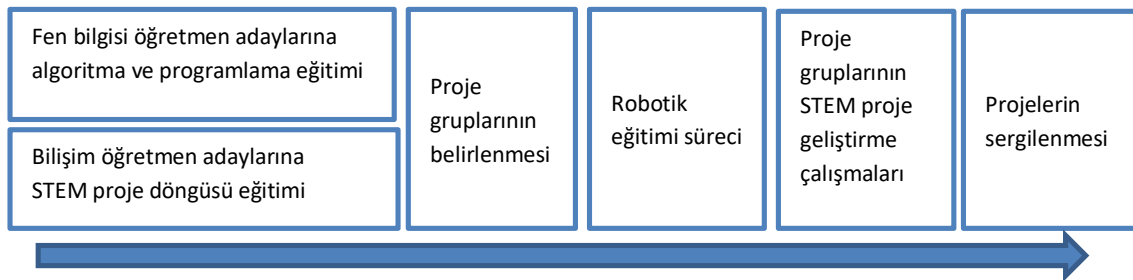 Fen bilgisi öğretmen adaylarına
algoritma ve programlama eğitimi
Bilişim öğretmen adaylarına
STEM proje döngüsü eğitimi
Proje
gruplarının
belirlenmesi
Robotik
eğitimi süreci
Proje
gruplarının
STEM proje
geliştirme
çalışmaları
Projelerin
sergilenmesi